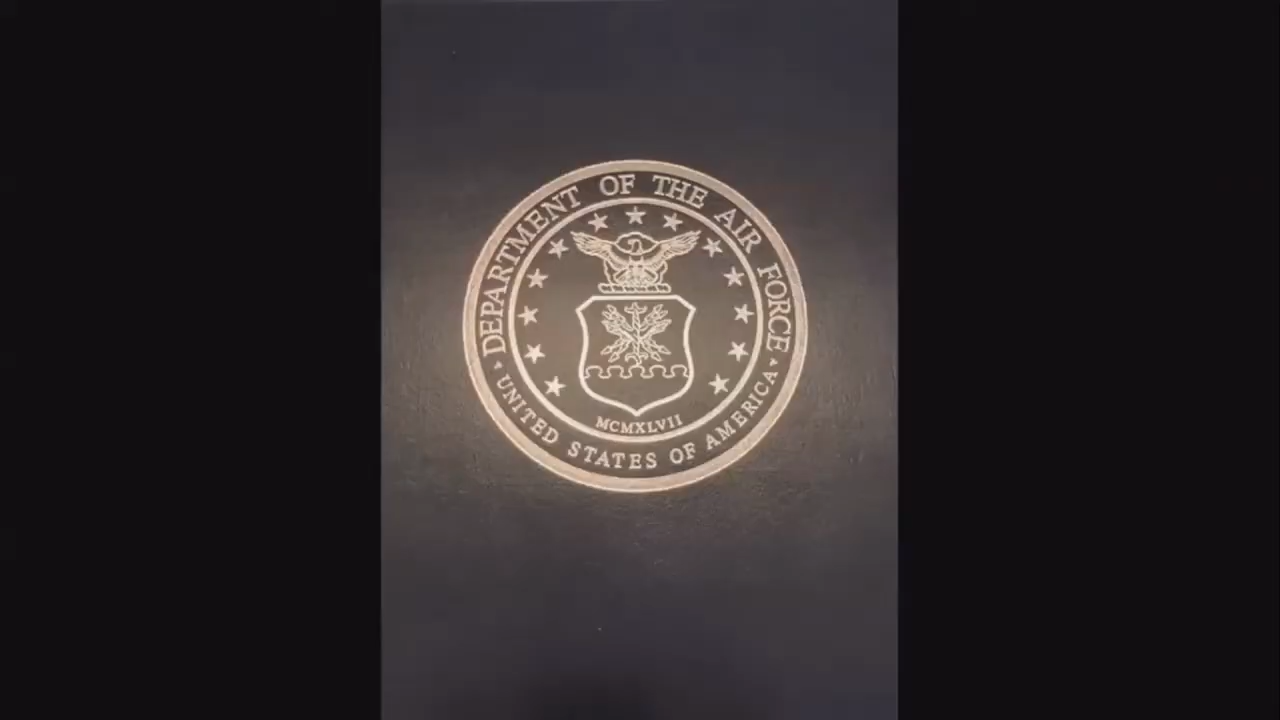 DEPARTMENT OF THE AIR FORCE
MCMXLVII
UNITED STATES OF AMERICA